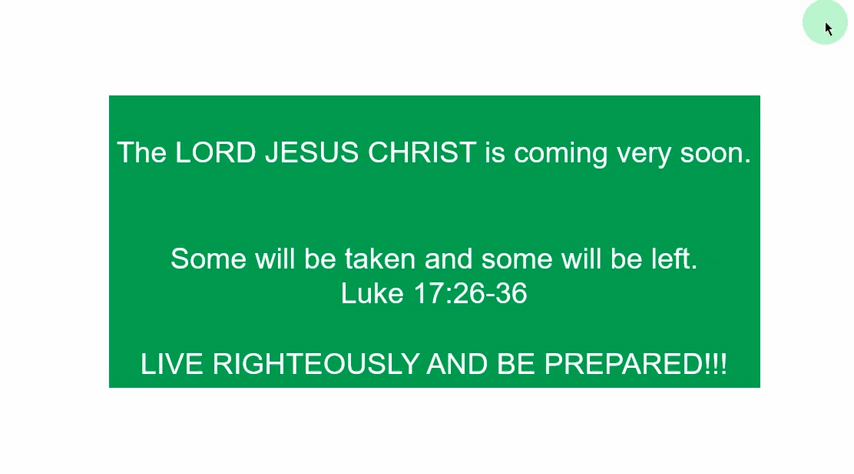 The LORD JESUS CHRIST is coming very soon.
Some will be taken and some will be left.
Luke 17:26-36
LIVE RIGHTEOUSLY AND BE PREPARED!!!